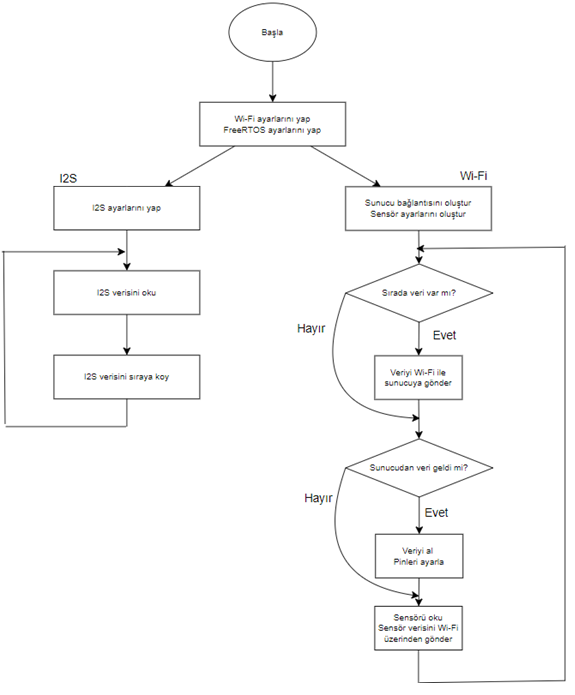 Başla
Wi-Fi ayarlarını yap
FreeRTOS ayarlarını yap
I2S
I2S ayarlarını yap
I2S verisini oku
I2S verisini sıraya koy
Wi-Fi
Sunucu bağlantısını oluştur
Sensör ayarlarını oluştur
Sırada veri var mı?
Hayır
Evet
Veriyi Wi-Fi ile
sunucuya gönder
Sunucudan veri geldi mi?
Hayır
Evet
Veriyi al
Pinleri ayarla
Sensörü oku
Sensör verisini Wi-Fi
üzerinden gönder